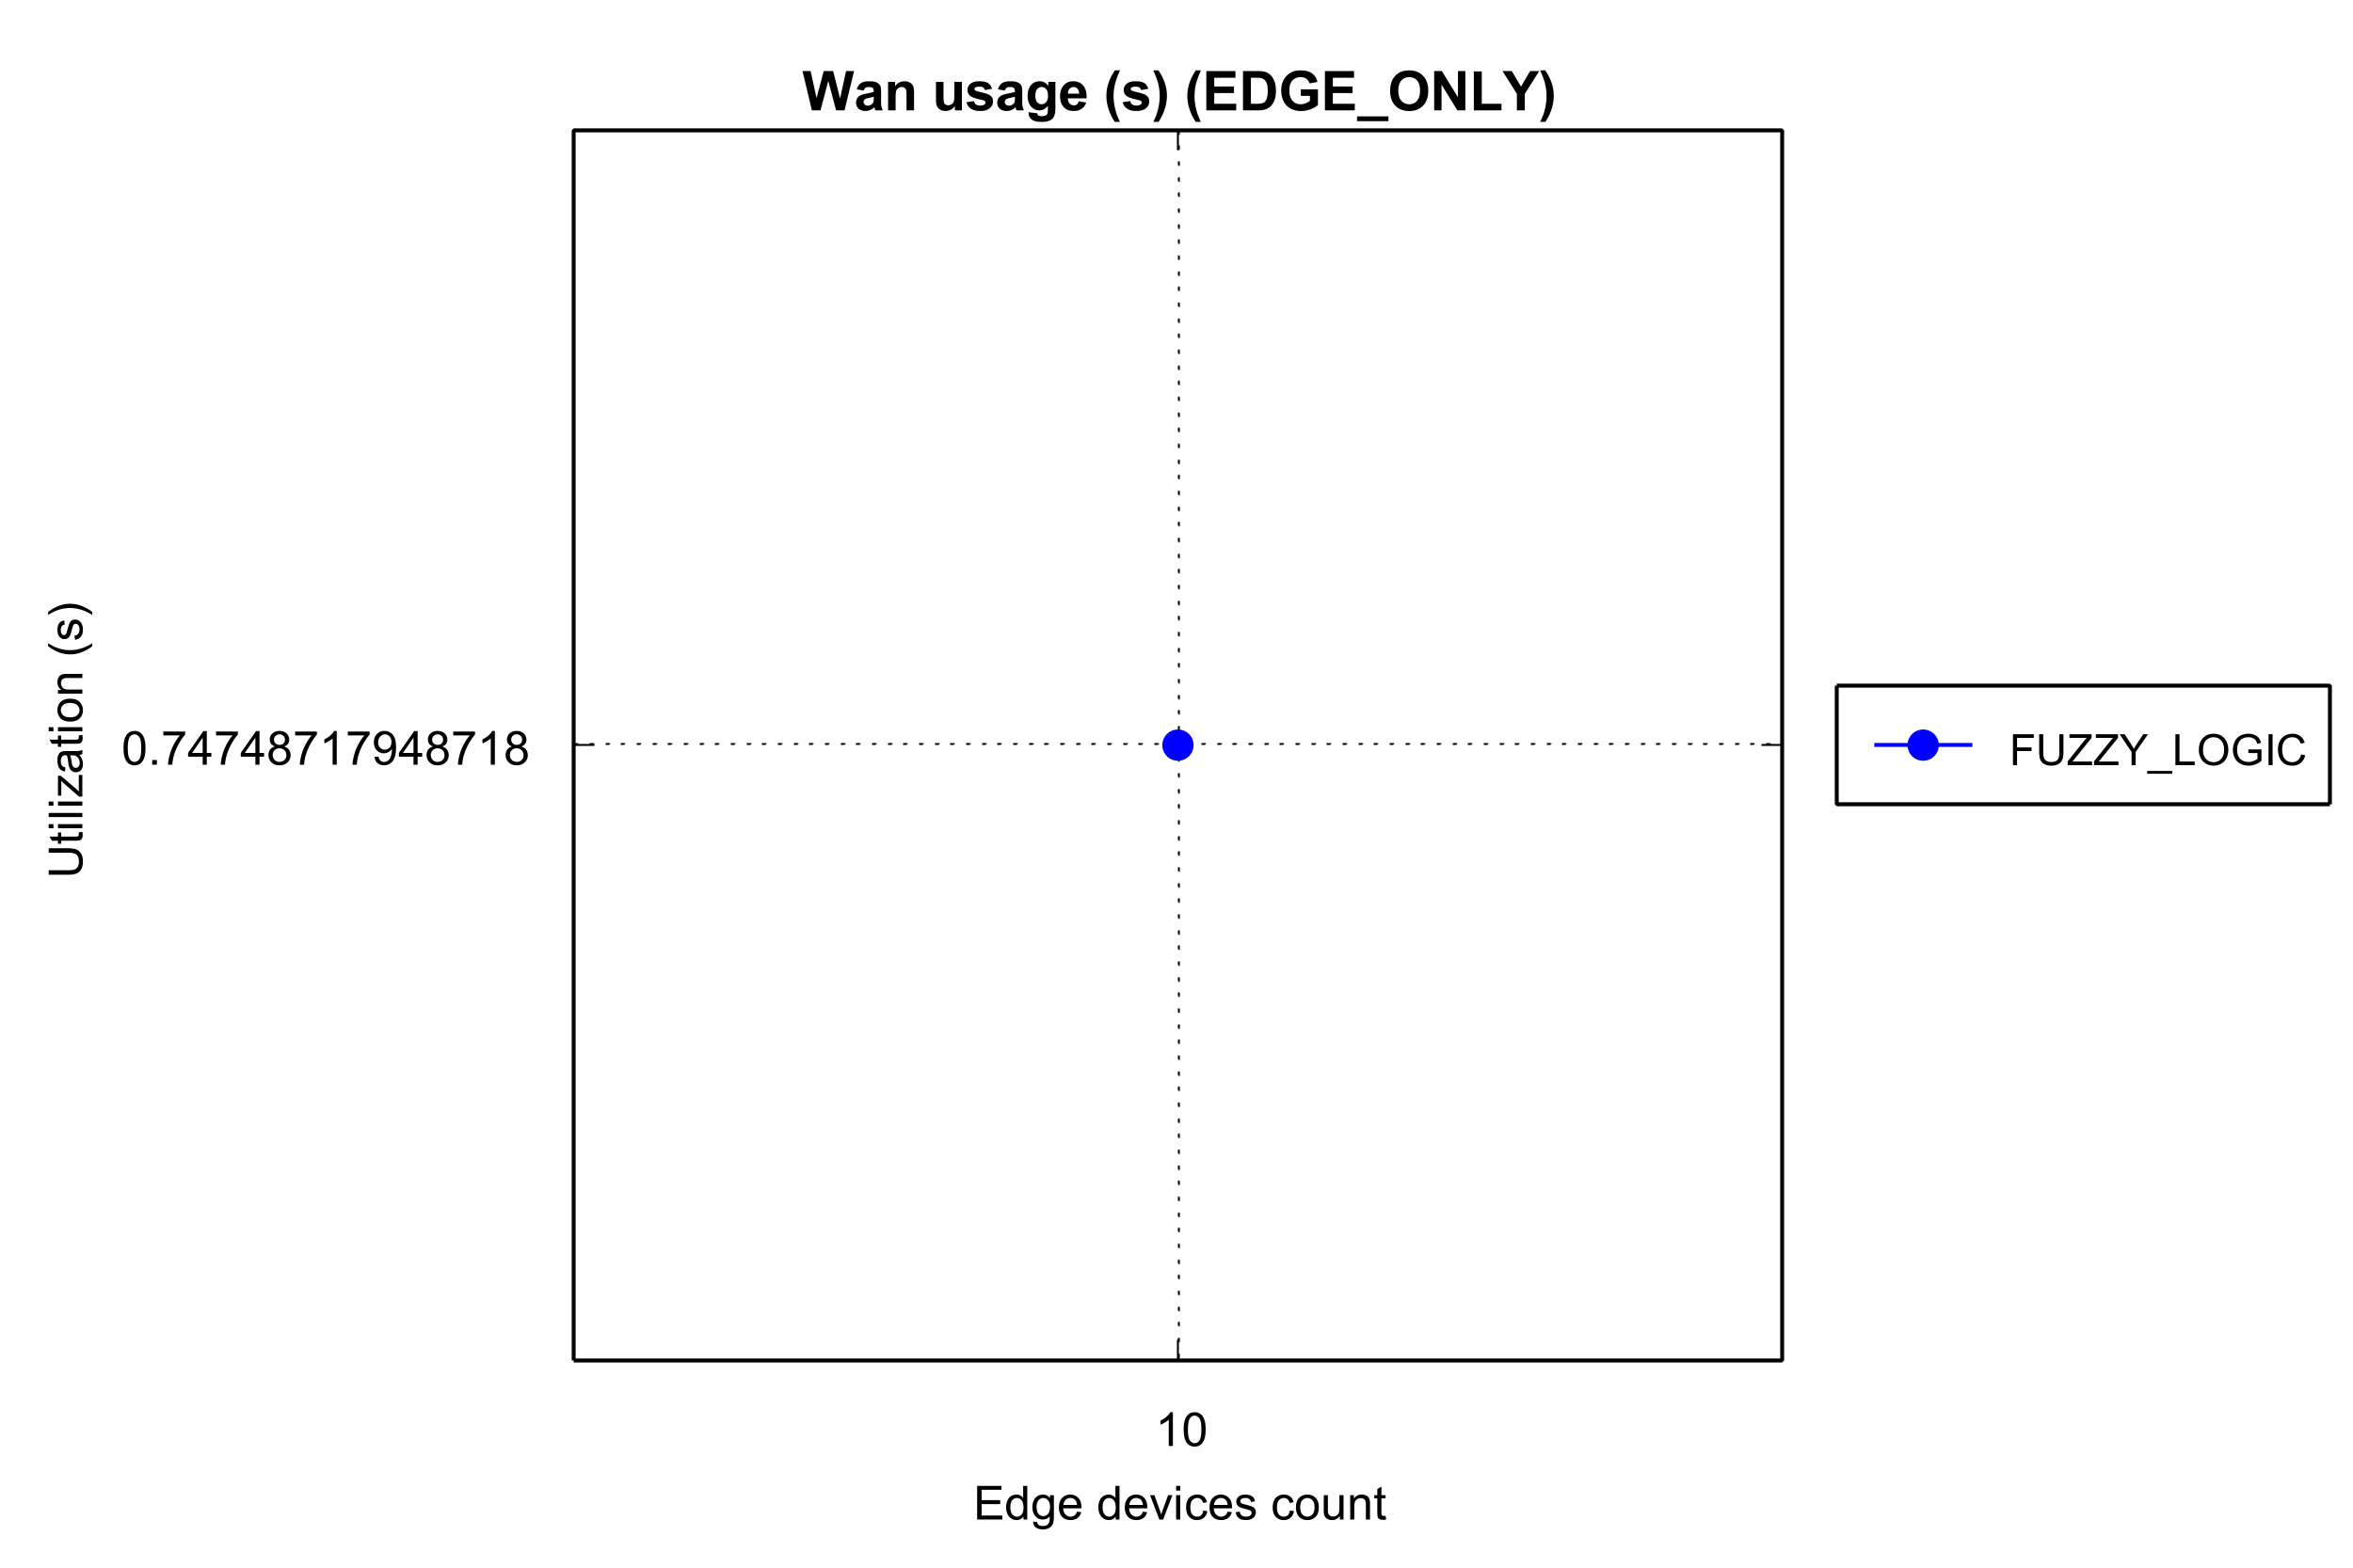 Wan usage (s)(EDGE_ONLY)
Utilization (s)
0.74748717948718
FUZZY_LOGIC
10
Edge devices count